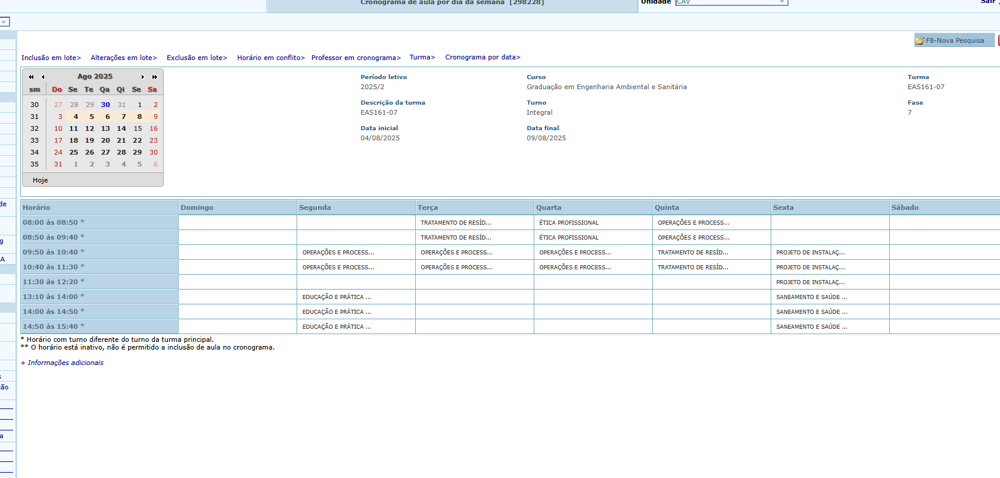 Cronograma de aula por dia da semana [298228]
Unidade CAV
Sair
F8-Nova Pesquisa
Inclusão em lote> Alterações em lote> Exclusão em lote> Horário em conflito> Professor em cronograma> Turma> Cronograma por data>
Ago 2025
sm Do Se Te Qa Qi Se Sa
30 27 28 29 30 31 1 2
31 3 4 5 6 7 8 9
32 10 11 12 13 14 15 16
33 17 18 19 20 21 22 23
34 24 25 26 27 28 29 30
35 31 1 2 3 4 5 6
Hoje
Período letivo Curso Turma
2025/2 Graduação em Engenharia Ambiental e Sanitária EAS161-07
Descrição da turma Turno Fase
EAS161-07 Integral 7
Data inicial Data final
04/08/2025 09/08/2025
Horário Domingo Segunda Terça Quarta Quinta Sexta Sábado
08:00 às 08:50 * TRATAMENTO DE RESÍD... ÉTICA PROFISSIONAL OPERAÇÕES E PROCESS...
08:50 às 09:40 * TRATAMENTO DE RESÍD... ÉTICA PROFISSIONAL OPERAÇÕES E PROCESS...
09:50 às 10:40 * OPERAÇÕES E PROCESS... OPERAÇÕES E PROCESS... OPERAÇÕES E PROCESS... TRATAMENTO DE RESÍD... PROJETO DE INSTALAÇ...
10:40 às 11:30 * OPERAÇÕES E PROCESS... OPERAÇÕES E PROCESS... OPERAÇÕES E PROCESS... TRATAMENTO DE RESÍD... PROJETO DE INSTALAÇ...
11:30 às 12:20 * PROJETO DE INSTALAÇ...
13:10 às 14:00 * EDUCAÇÃO E PRÁTICA ... SANEAMENTO E SAÚDE ...
14:00 às 14:50 * EDUCAÇÃO E PRÁTICA ... SANEAMENTO E SAÚDE ...
14:50 às 15:40 * EDUCAÇÃO E PRÁTICA ... SANEAMENTO E SAÚDE ...
* Horário com turno diferente do turno da turma principal.
** O horário está inativo, não é permitido a inclusão de aula no cronograma.
+ Informações adicionais
de
g